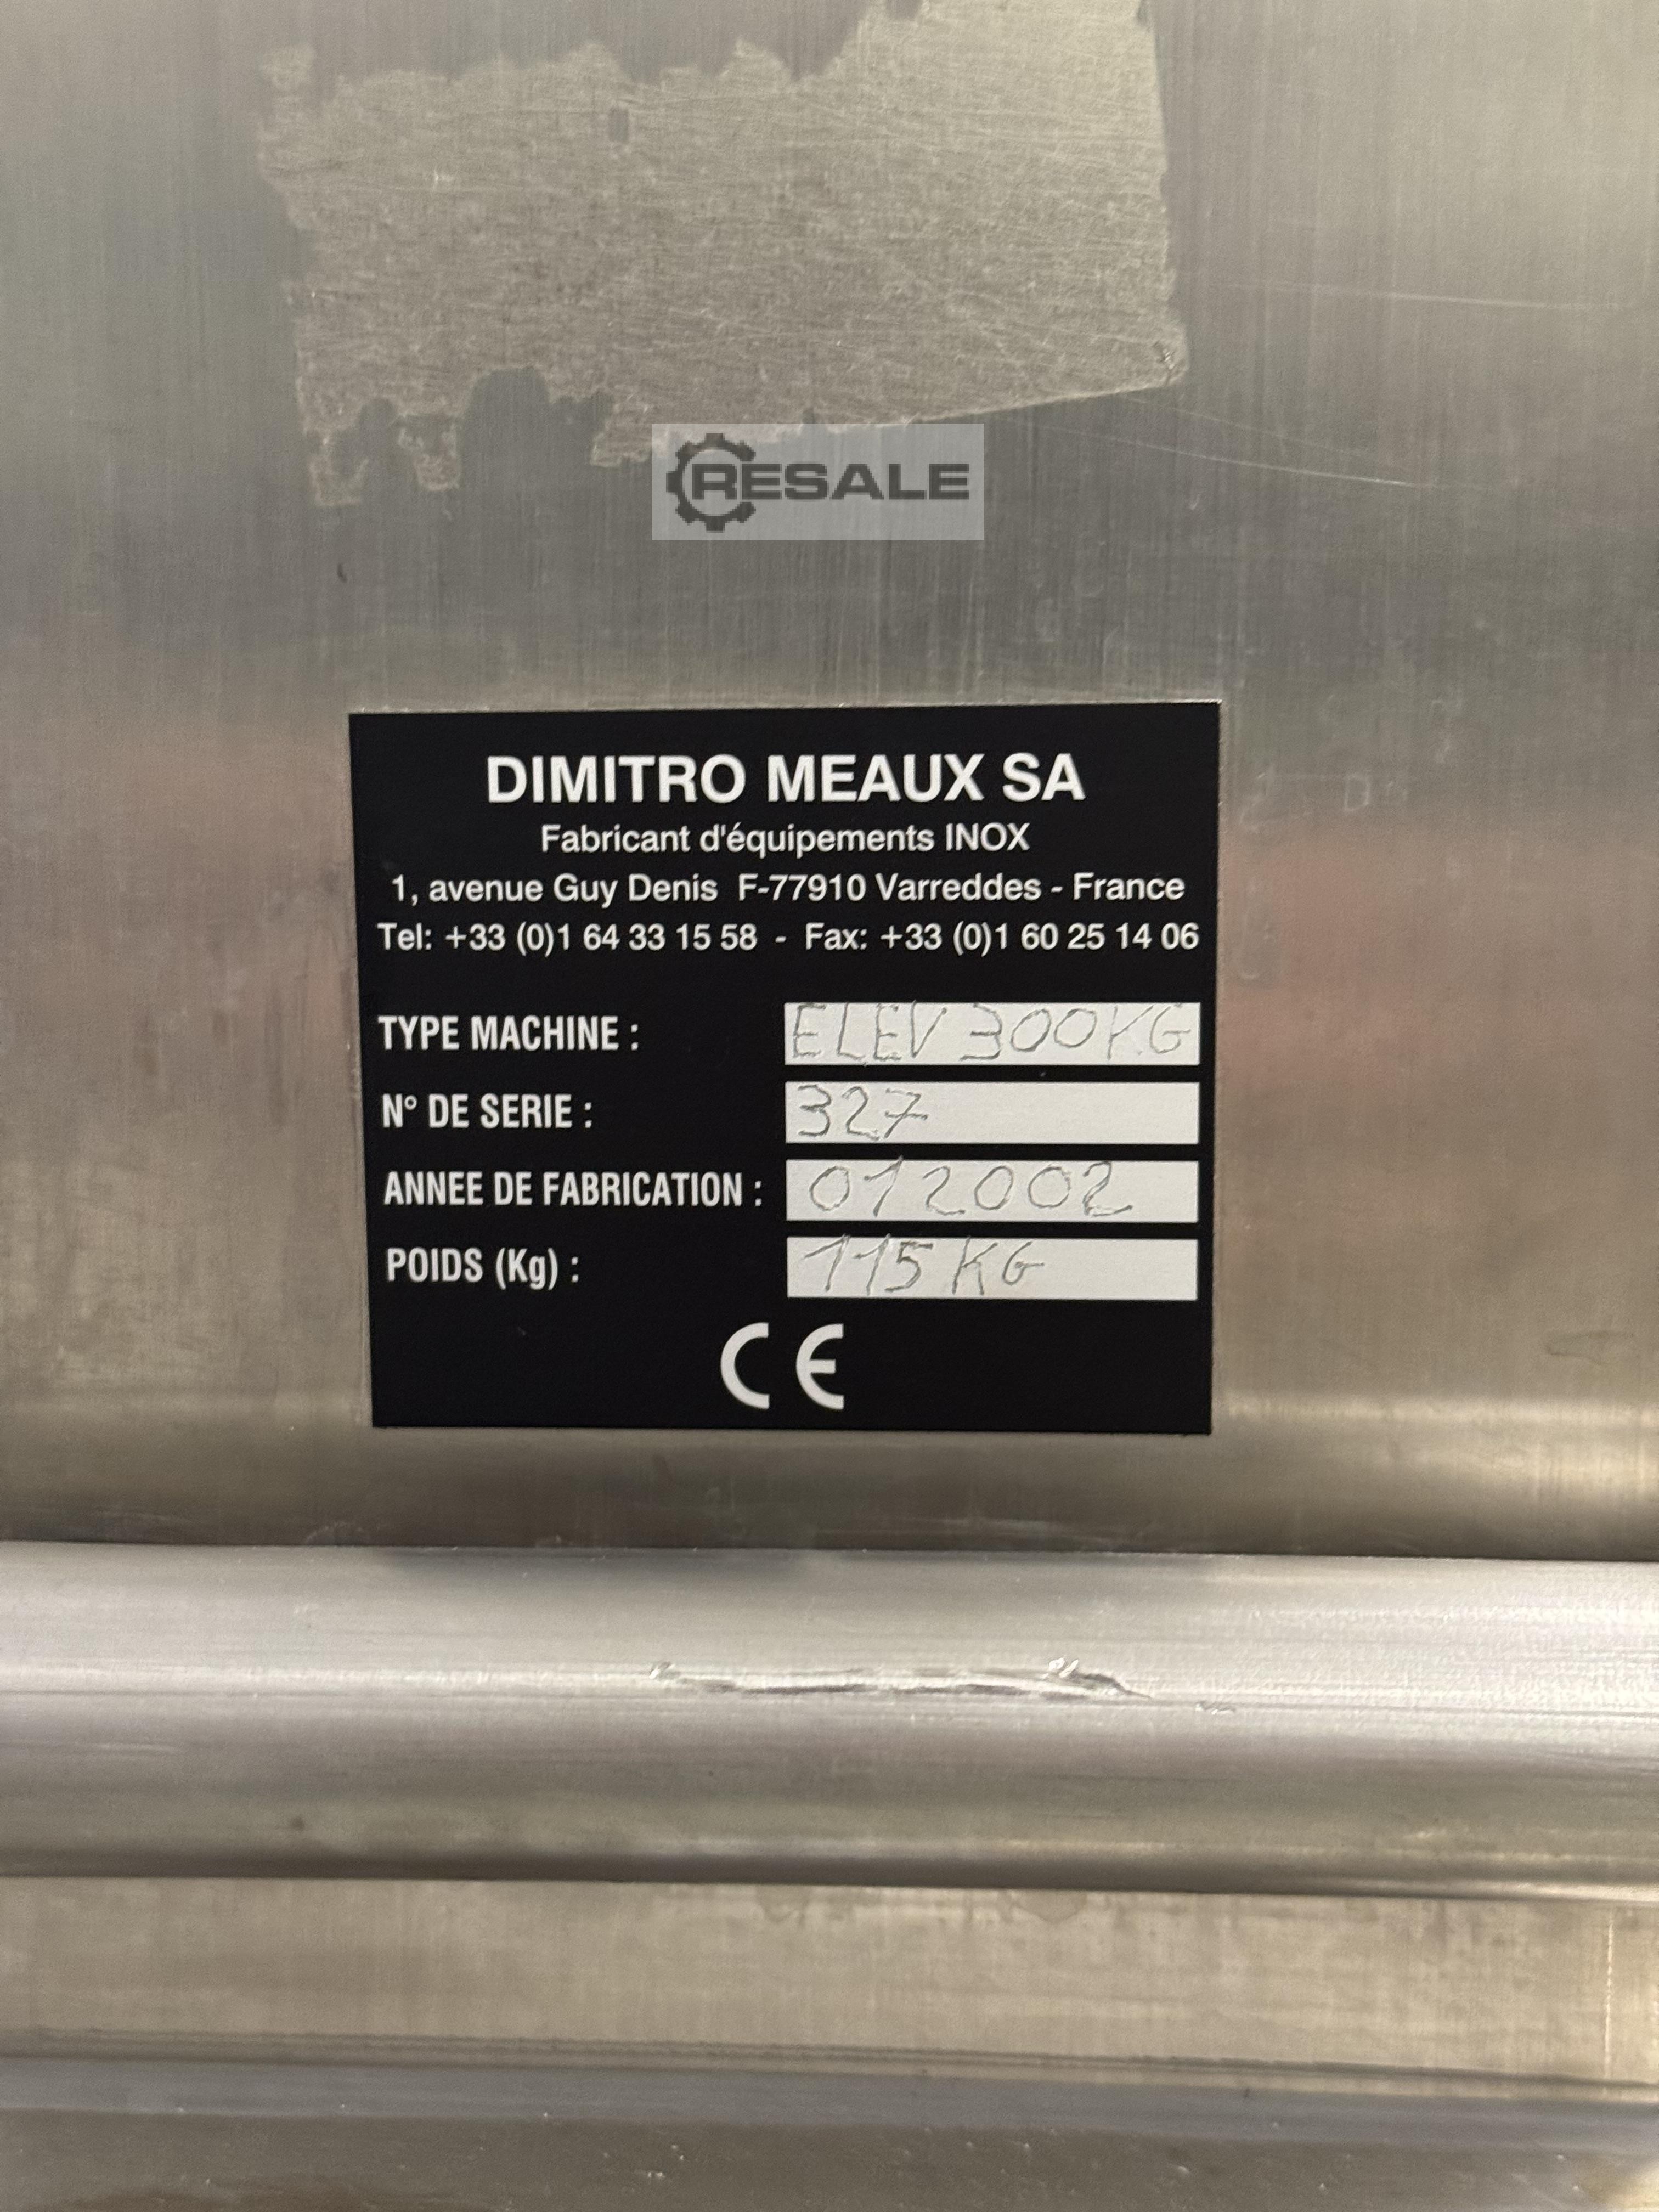 RESALE
DIMITRO MEAUX SA
Fabricant d'équipements INOX
1, avenue Guy Denis F-77910 Varreddes - France
Tel: +33 (0)1 64 33 15 58 - Fax: +33 (0)1 60 25 14 06
TYPE MACHINE : ELEV 300KG
N° DE SERIE : 327
ANNEE DE FABRICATION : 012002
POIDS (Kg) : 115 KG
CE